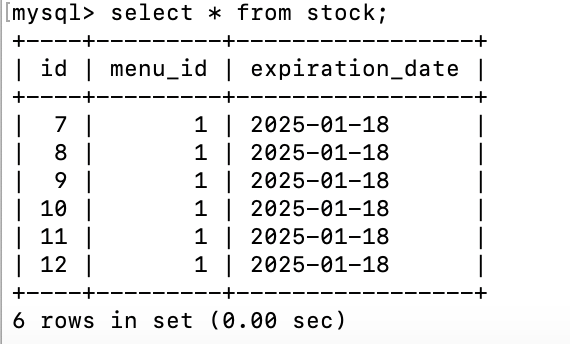 [mysql> select * from stock;
+----+---------+-----------------+
| id | menu_id | expiration_date |
+----+---------+-----------------+
|  7 |       1 | 2025-01-18      |
|  8 |       1 | 2025-01-18      |
|  9 |       1 | 2025-01-18      |
| 10 |       1 | 2025-01-18      |
| 11 |       1 | 2025-01-18      |
| 12 |       1 | 2025-01-18      |
+----+---------+-----------------+
6 rows in set (0.00 sec)